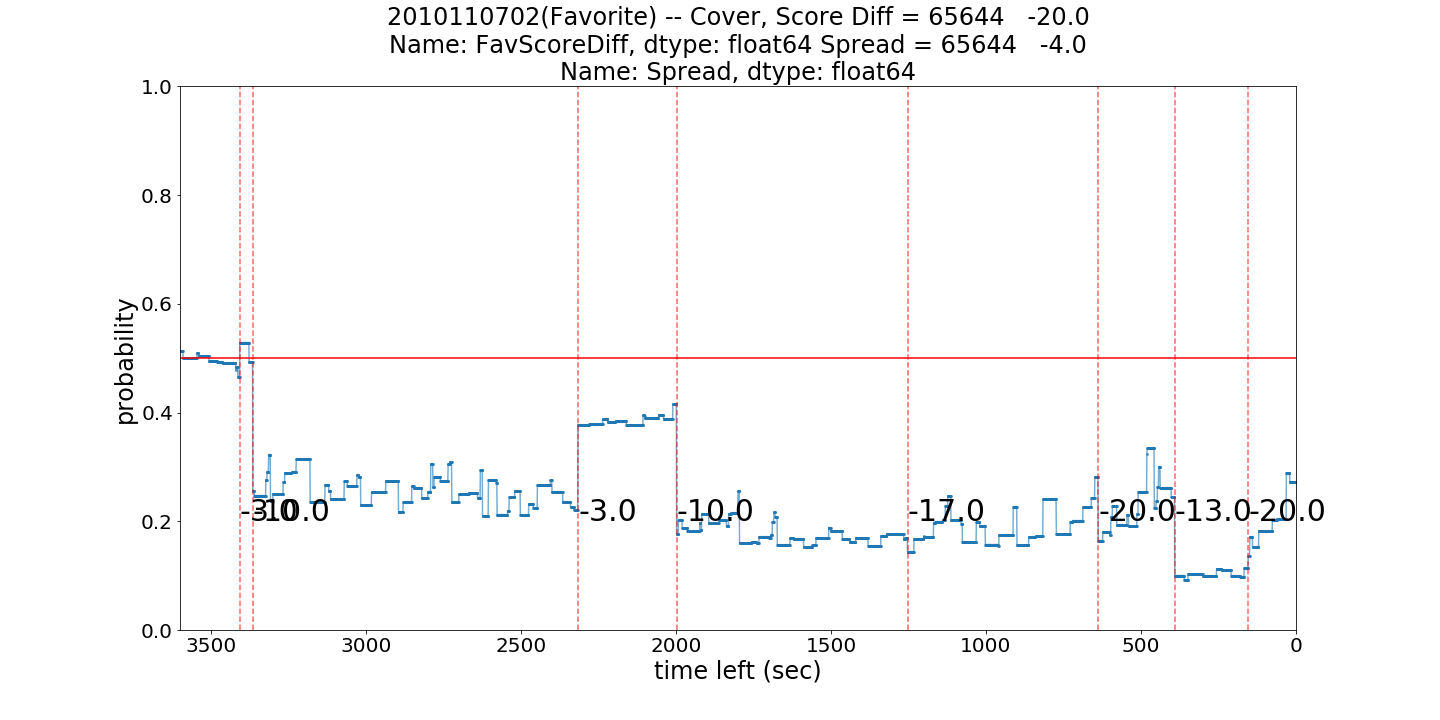 2010110702(Favorite) -- Cover, Score Diff = 65644   -20.0
Name: FavScoreDiff, dtype: float64 Spread = 65644   -4.0
Name: Spread, dtype: float64
1.0
0.8
0.6
0.4
0.2
0.0
probability
-3.0
-10.0
-3.0
-10.0
-17.0
-20.0
-13.0
-20.0
3500 3000 2500 2000 1500 1000 500 0
time left (sec)